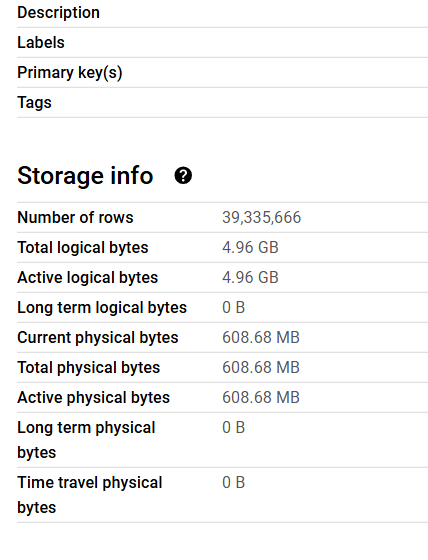 Description
Labels
Primary key(s)
Tags
Storage info ?
Number of rows 39,335,666
Total logical bytes 4.96 GB
Active logical bytes 4.96 GB
Long term logical bytes 0 B
Current physical bytes 608.68 MB
Total physical bytes 608.68 MB
Active physical bytes 608.68 MB
Long term physical 0 B
bytes
Time travel physical 0 B
bytes